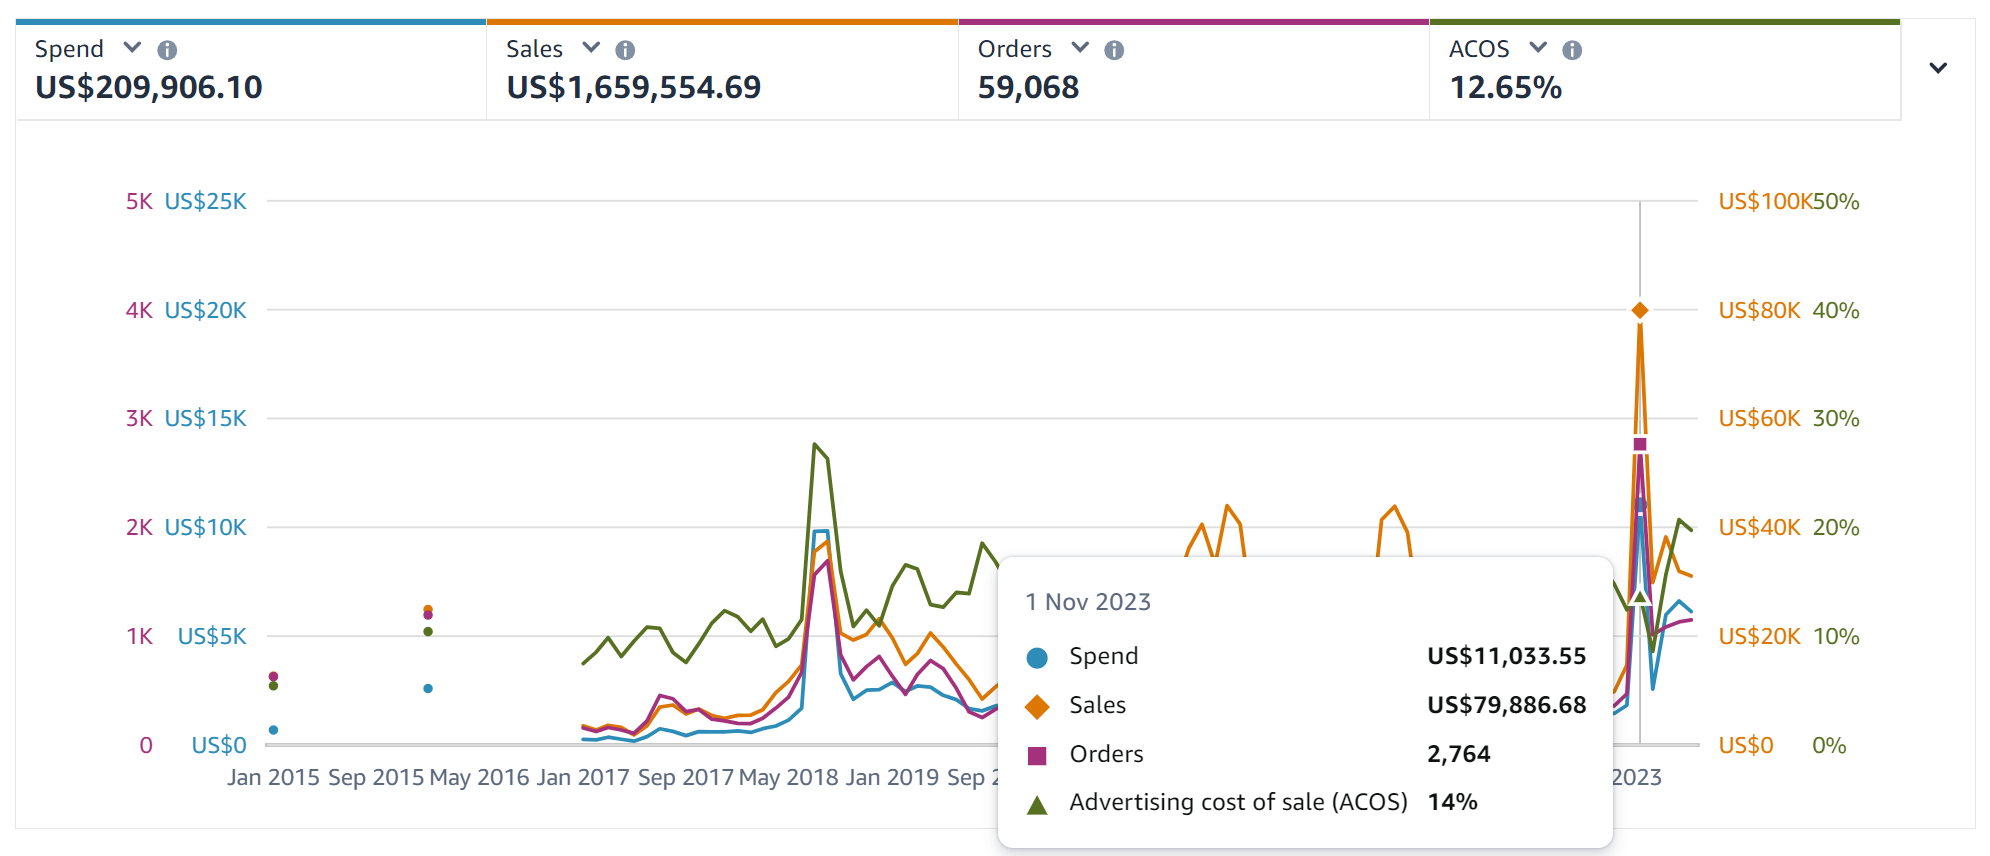 Spend Sales Orders ACOS
US$209,906.10 US$1,659,554.69 59,068 12.65%
5K US$25K US$100K 50%
4K US$20K US$80K 40%
3K US$15K US$60K 30%
2K US$10K US$40K 20%
1K US$5K US$20K 10%
0 US$0 US$0 0%
Jan 2015 Sep 2015 May 2016 Jan 2017 Sep 2017 May 2018 Jan 2019 Sep 2 2023
1 Nov 2023
Spend US$11,033.55
Sales US$79,886.68
Orders 2,764
Advertising cost of sale (ACOS) 14%